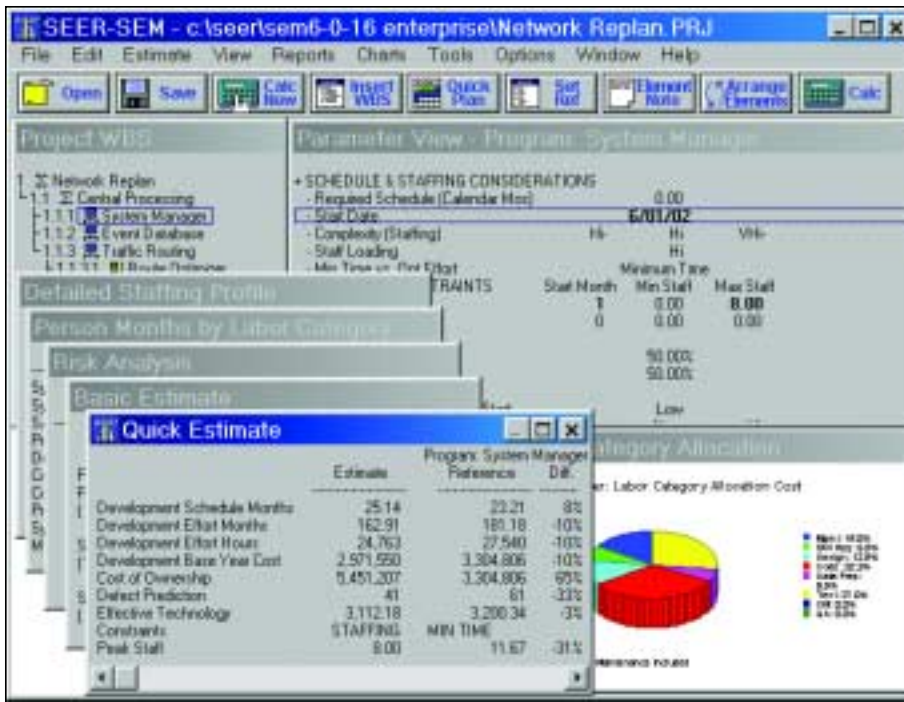 SEER-SEM - c:\seer\sem6-0-16 enterprise\Network Replan.PRJ
File Edit Estimate View Reports Charts Tools Options Window Help
Open Save Calc Now Insert WBS Quick Plan Set Ref Element Note Arrange Elements Calc
Project WBS
1 Σ Network Replan
1.1 Σ Central Processing
1.1.1 System Manager
1.1.2 Event Database
1.1.3 Traffic Routing
1.1.3.1 Route Optimizer
Parameter View - Program: System Manager
+ SCHEDULE & STAFFING CONSIDERATIONS
- Required Schedule (Calendar Mos) 0.00
- Start Date 6/01/02
- Complexity (Staffing) Hi- Hi VHi-
- Staff Loading Hi
- Min Time vs. Opt Effort Minimum Time
TRAINTS Start Month Min Staff Max Staff
1 0.00 8.00
0 0.00 0.00
50.00%
50.00%
Low
Detailed Staffing Profile
Person Months by Labor Category
Risk Analysis
Basic Estimate
Quick Estimate
Program: System Manager
Estimate Reference Diff.
Development Schedule Months 25.14 23.21 8%
Development Effort Months 162.91 181.18 -10%
Development Effort Hours 24,763 27,540 -10%
Development Base Year Cost 2,971,550 3,304,806 -10%
Cost of Ownership 5,451,207 3,304,806 65%
Defect Prediction 41 61 -33%
Effective Technology 3,112.18 3,200.34 -3%
Constraints STAFFING MIN TIME
Peak Staff 8.00 11.67 -31%
tegory Allocation
er: Labor Category Allocation Cost
Maintenance Includes